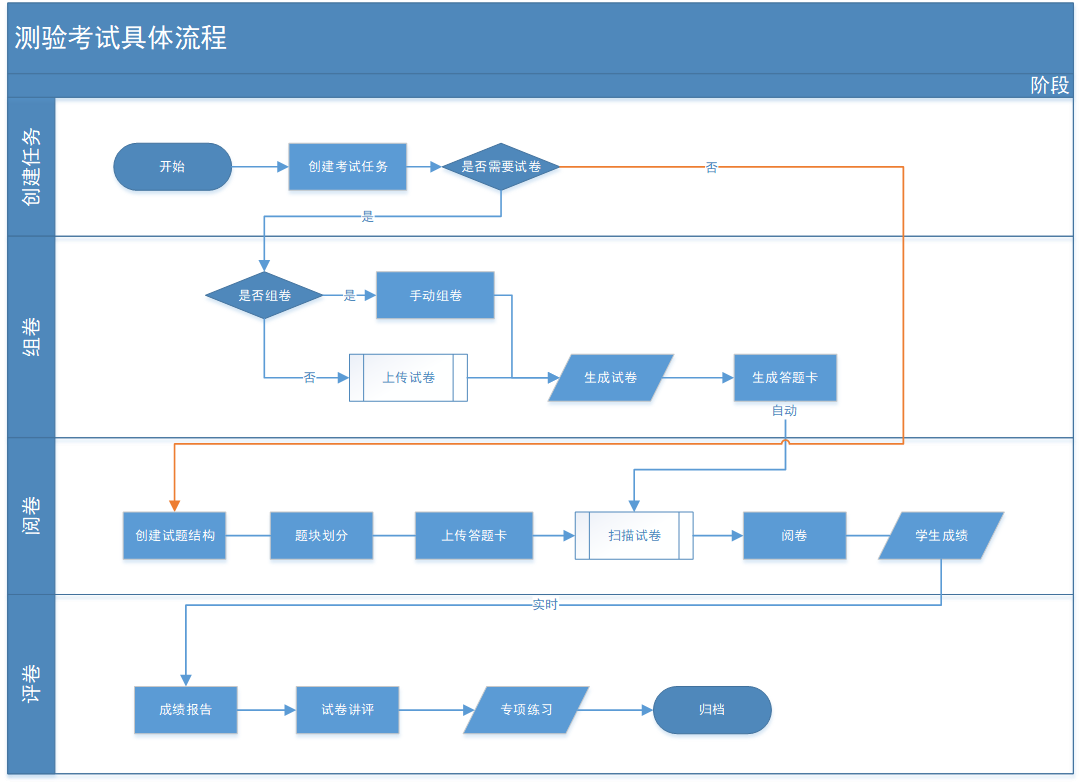 测验考试具体流程
阶段
创建任务
开始
创建考试任务
是否需要试卷
否
是
组卷
是否组卷
是
手动组卷
否
上传试卷
生成试卷
生成答题卡
自动
阅卷
创建试题结构
题块划分
上传答题卡
扫描试卷
阅卷
学生成绩
实时
评卷
成绩报告
试卷讲评
专项练习
归档